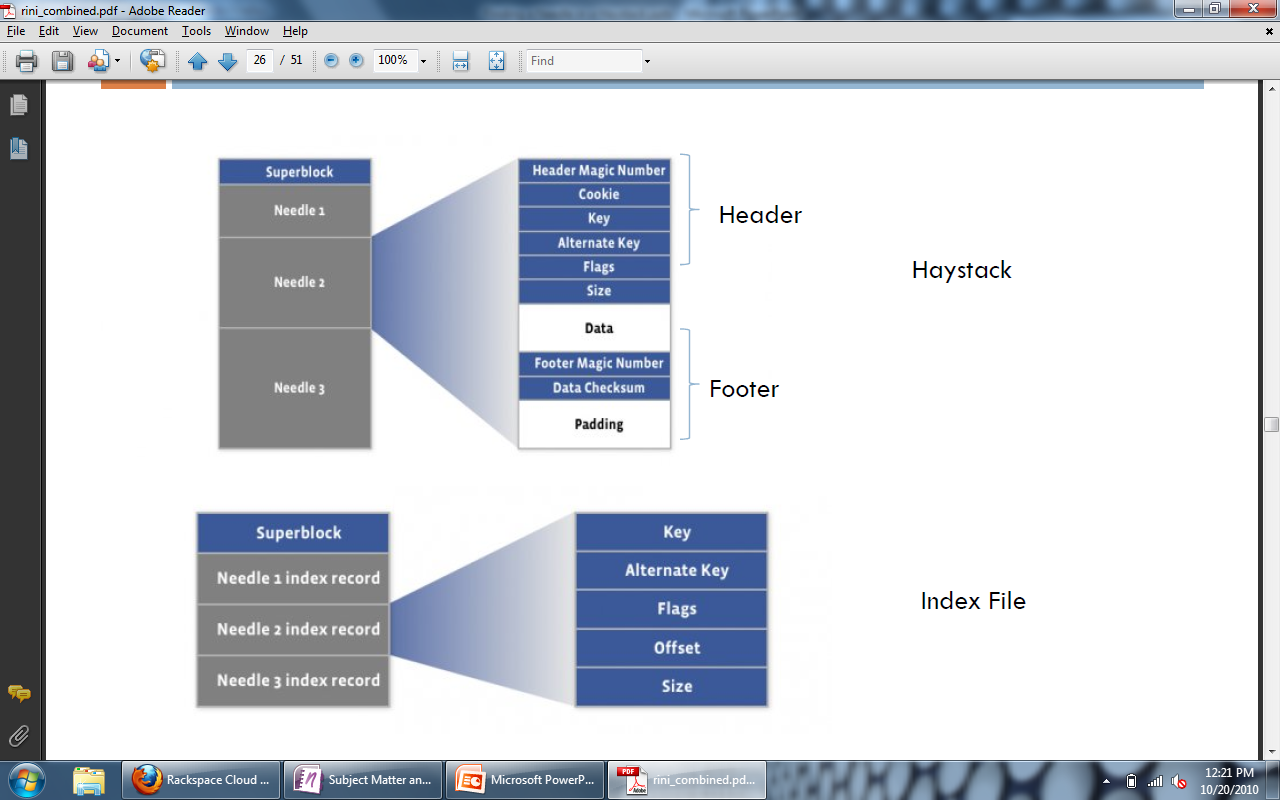 rini_combined.pdf - Adobe Reader
File Edit View Document Tools Window Help
26 / 51 100% Find
Superblock
Needle 1
Needle 2
Needle 3
Header Magic Number
Cookie
Key
Alternate Key
Flags
Size
Data
Footer Magic Number
Data Checksum
Padding
Header
Footer
Haystack
Superblock
Needle 1 index record
Needle 2 index record
Needle 3 index record
Key
Alternate Key
Flags
Offset
Size
Index File
Rackspace Cloud ...
Subject Matter an...
Microsoft PowerP...
PDF
Adobe
rini_combined.pd...
12:21 PM
10/20/2010